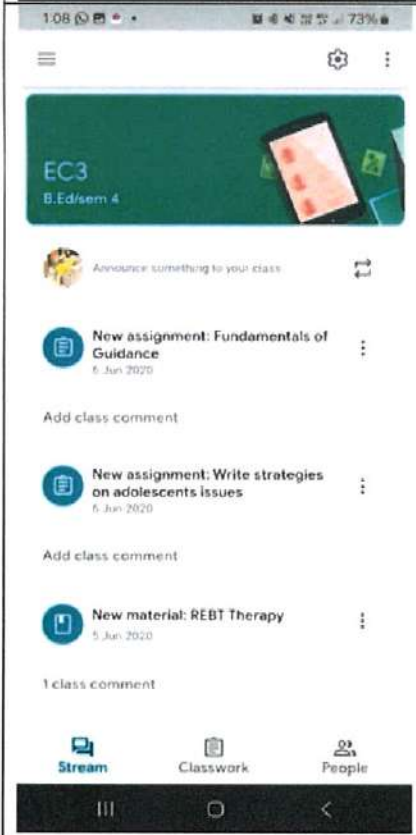 1:08 73%
EC3
B.Ed/sem 4
Announce something to your class
New assignment: Fundamentals of
Guidance
5 Jun 2020
Add class comment
New assignment: Write strategies
on adolescents issues
5 Jun 2020
Add class comment
New material: REBT Therapy
5 Jun 2020
1 class comment
Stream Classwork People